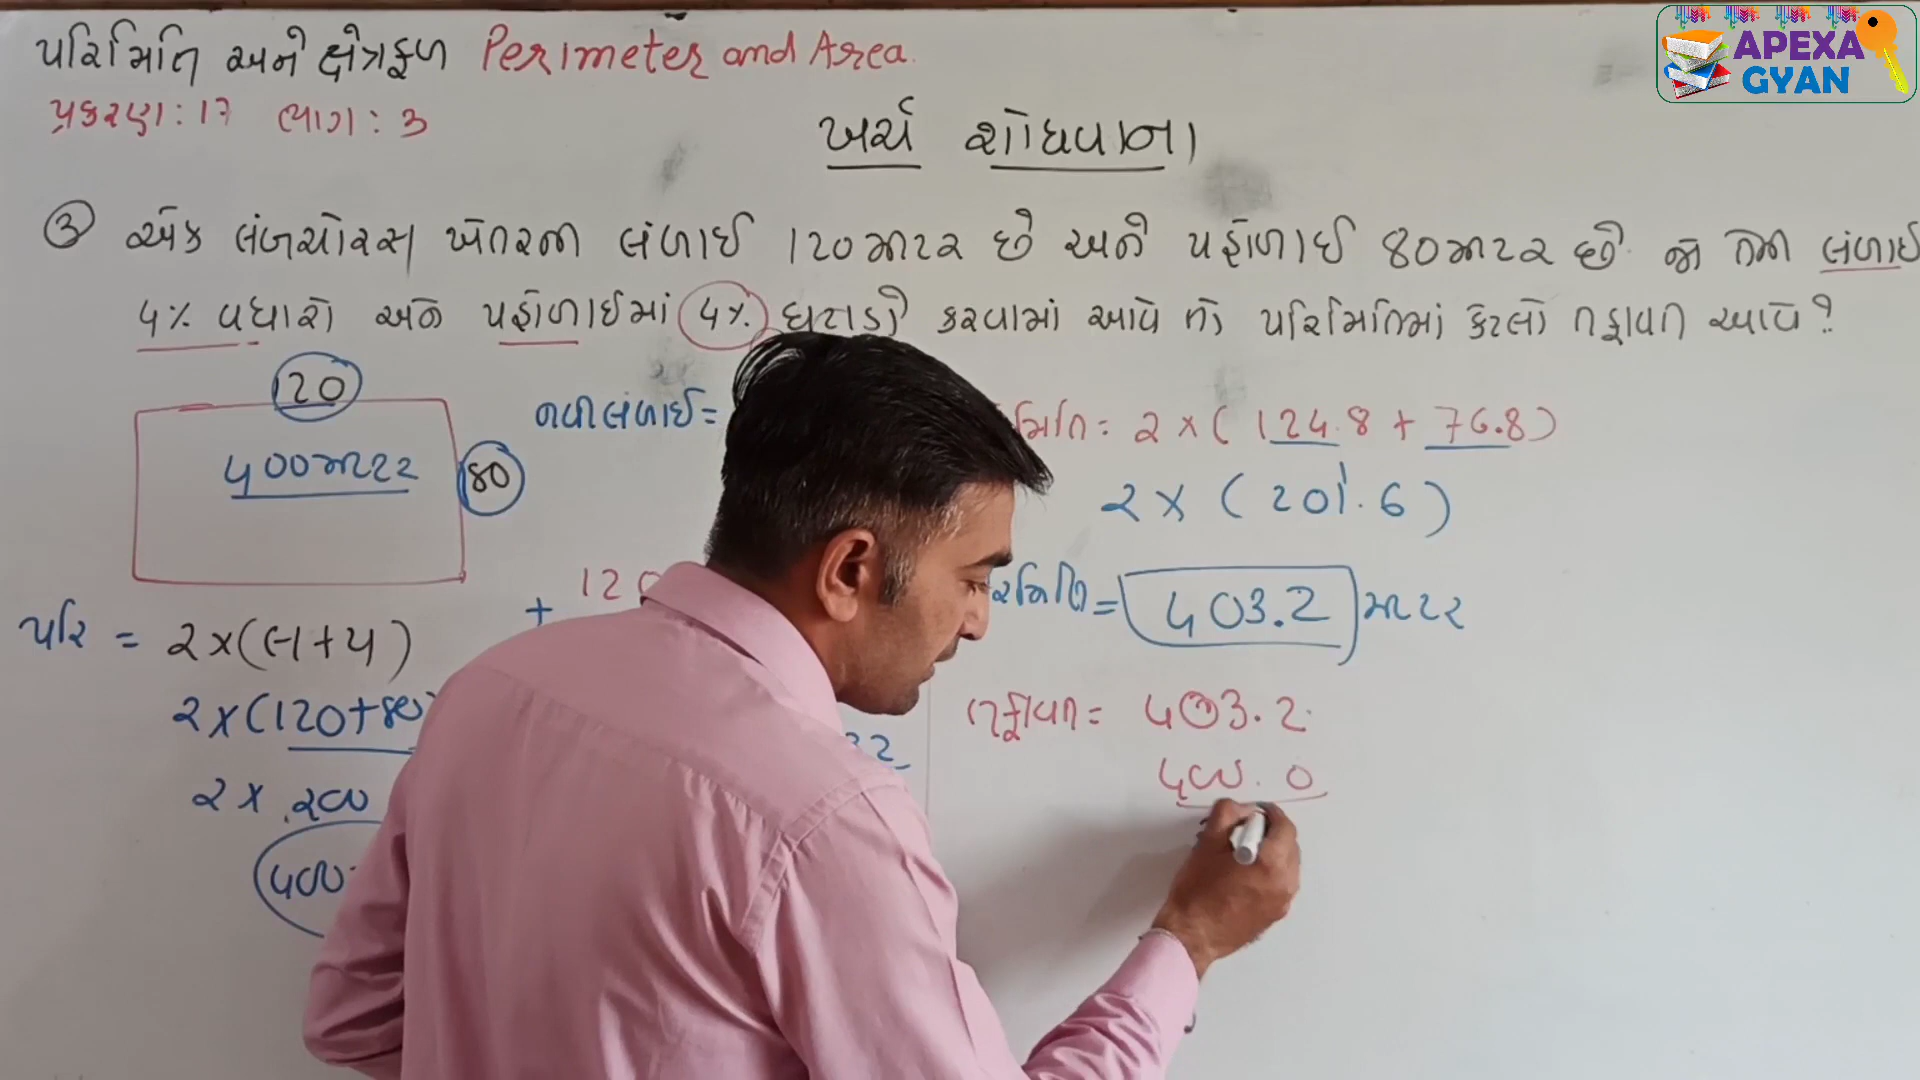 પરિમિતિ અને ક્ષેત્રફળ Perimeter and Area.
APEXA GYAN
પ્રકરણ : 17 ભાગ : 3
ખર્ચ શોધવાના
③ એક લંબચોરસ ખેતરના લંબાઈ 120 મીટર છે અને પહોળાઈ 80 મીટર છે. જો તેની લંબાઈ
4% વધારો અને પહોળાઈમાં 4% ઘટાડો કરવામાં આવે તો પરિમિતિમાં કેટલો તફાવત આવે?
120
400 મીટર
80
પરિ = 2 × (લ + પ)
2 × (120 + 80
2 × 200
400
નવી લંબાઈ =
+ 120
મિતિ = 2 × ( 124.8 + 76.8 )
2 × ( 201.6 )
રમિતિ = 403.2 મીટર
તફાવત = 403.2
400.0